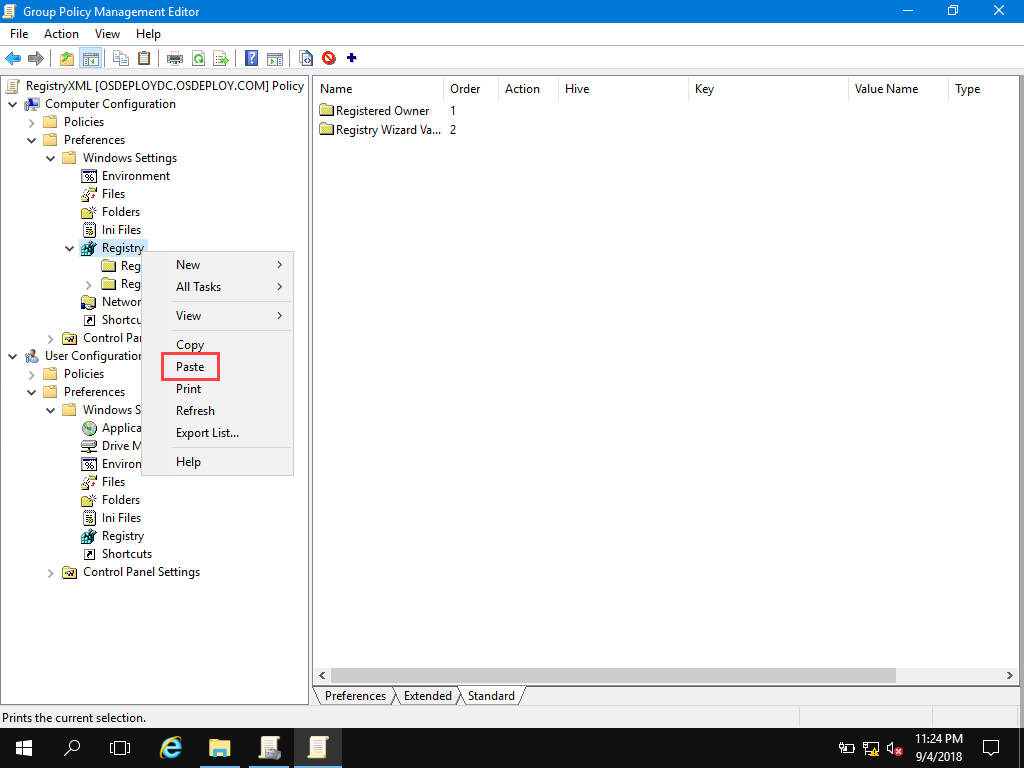 Group Policy Management Editor
File Action View Help
RegistryXML [OSDEPLOYDC.OSDEPLOY.COM] Policy
Computer Configuration
Policies
Preferences
Windows Settings
Environment
Files
Folders
Ini Files
Registry
Reg
Reg
Networ
Shortcu
Control Par
User Configuration
Policies
Preferences
Windows S
Applica
Drive M
Environ
Files
Folders
Ini Files
Registry
Shortcuts
Control Panel Settings
New
All Tasks
View
Copy
Paste
Print
Refresh
Export List...
Help
Name Order Action Hive Key Value Name Type
Registered Owner 1
Registry Wizard Va... 2
Preferences Extended Standard
Prints the current selection.
11:24 PM
9/4/2018